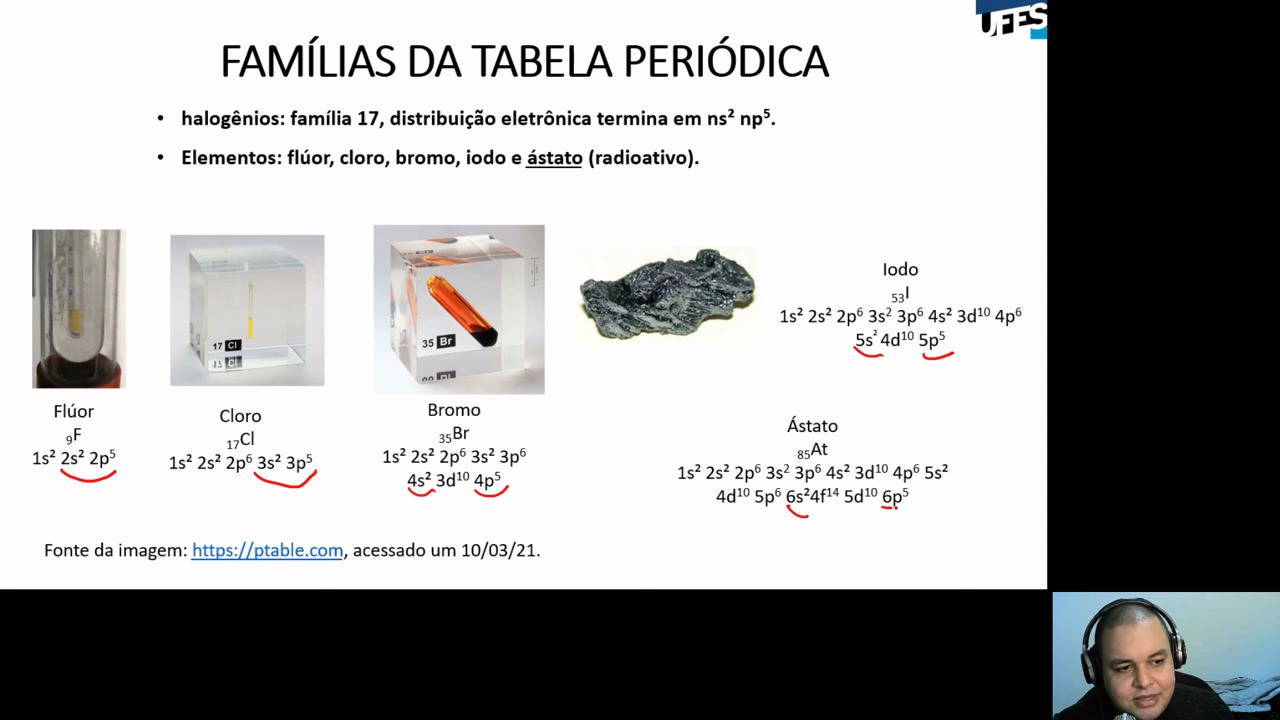 UFES
FAMÍLIAS DA TABELA PERIÓDICA
• halogênios: família 17, distribuição eletrônica termina em ns² np⁵.
• Elementos: flúor, cloro, bromo, iodo e ástato (radioativo).
17 Cl
35 Br
Flúor
₉F
1s² 2s² 2p⁵
Cloro
₁₇Cl
1s² 2s² 2p⁶ 3s² 3p⁵
Bromo
₃₅Br
1s² 2s² 2p⁶ 3s² 3p⁶
4s² 3d¹⁰ 4p⁵
Iodo
₅₃I
1s² 2s² 2p⁶ 3s² 3p⁶ 4s² 3d¹⁰ 4p⁶
5s² 4d¹⁰ 5p⁵
Ástato
₈₅At
1s² 2s² 2p⁶ 3s² 3p⁶ 4s² 3d¹⁰ 4p⁶ 5s²
4d¹⁰ 5p⁶ 6s² 4f¹⁴ 5d¹⁰ 6p⁵
Fonte da imagem: https://ptable.com, acessado um 10/03/21.